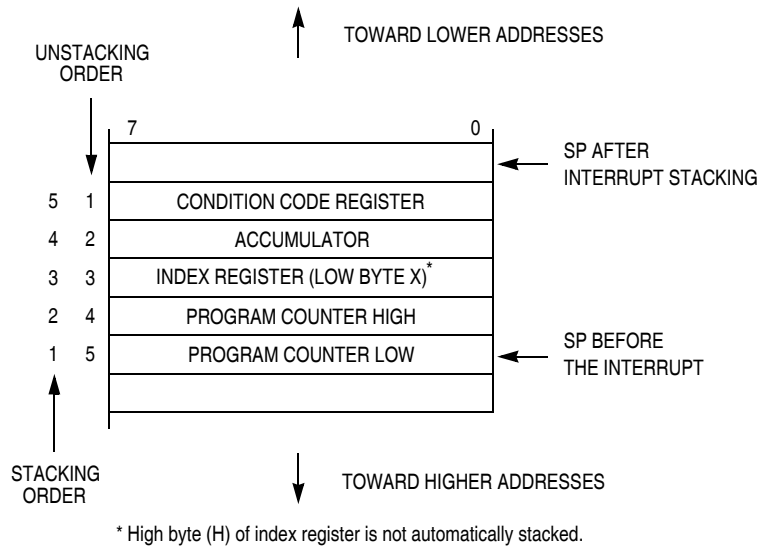 TOWARD LOWER ADDRESSES
UNSTACKING
ORDER
7 0
SP AFTER
INTERRUPT STACKING
5 1 CONDITION CODE REGISTER
4 2 ACCUMULATOR
3 3 INDEX REGISTER (LOW BYTE X)*
2 4 PROGRAM COUNTER HIGH
1 5 PROGRAM COUNTER LOW
SP BEFORE
THE INTERRUPT
STACKING
ORDER
TOWARD HIGHER ADDRESSES
* High byte (H) of index register is not automatically stacked.